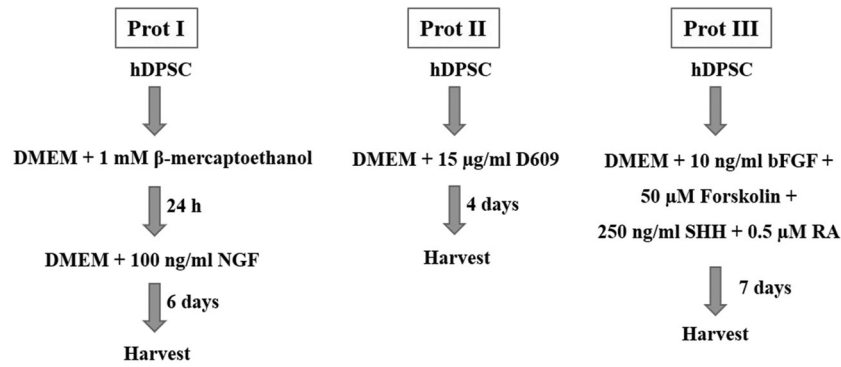 Prot I
hDPSC
DMEM + 1 mM β-mercaptoethanol
24 h
DMEM + 100 ng/ml NGF
6 days
Harvest
Prot II
hDPSC
DMEM + 15 µg/ml D609
4 days
Harvest
Prot III
hDPSC
DMEM + 10 ng/ml bFGF +
50 µM Forskolin +
250 ng/ml SHH + 0.5 µM RA
7 days
Harvest